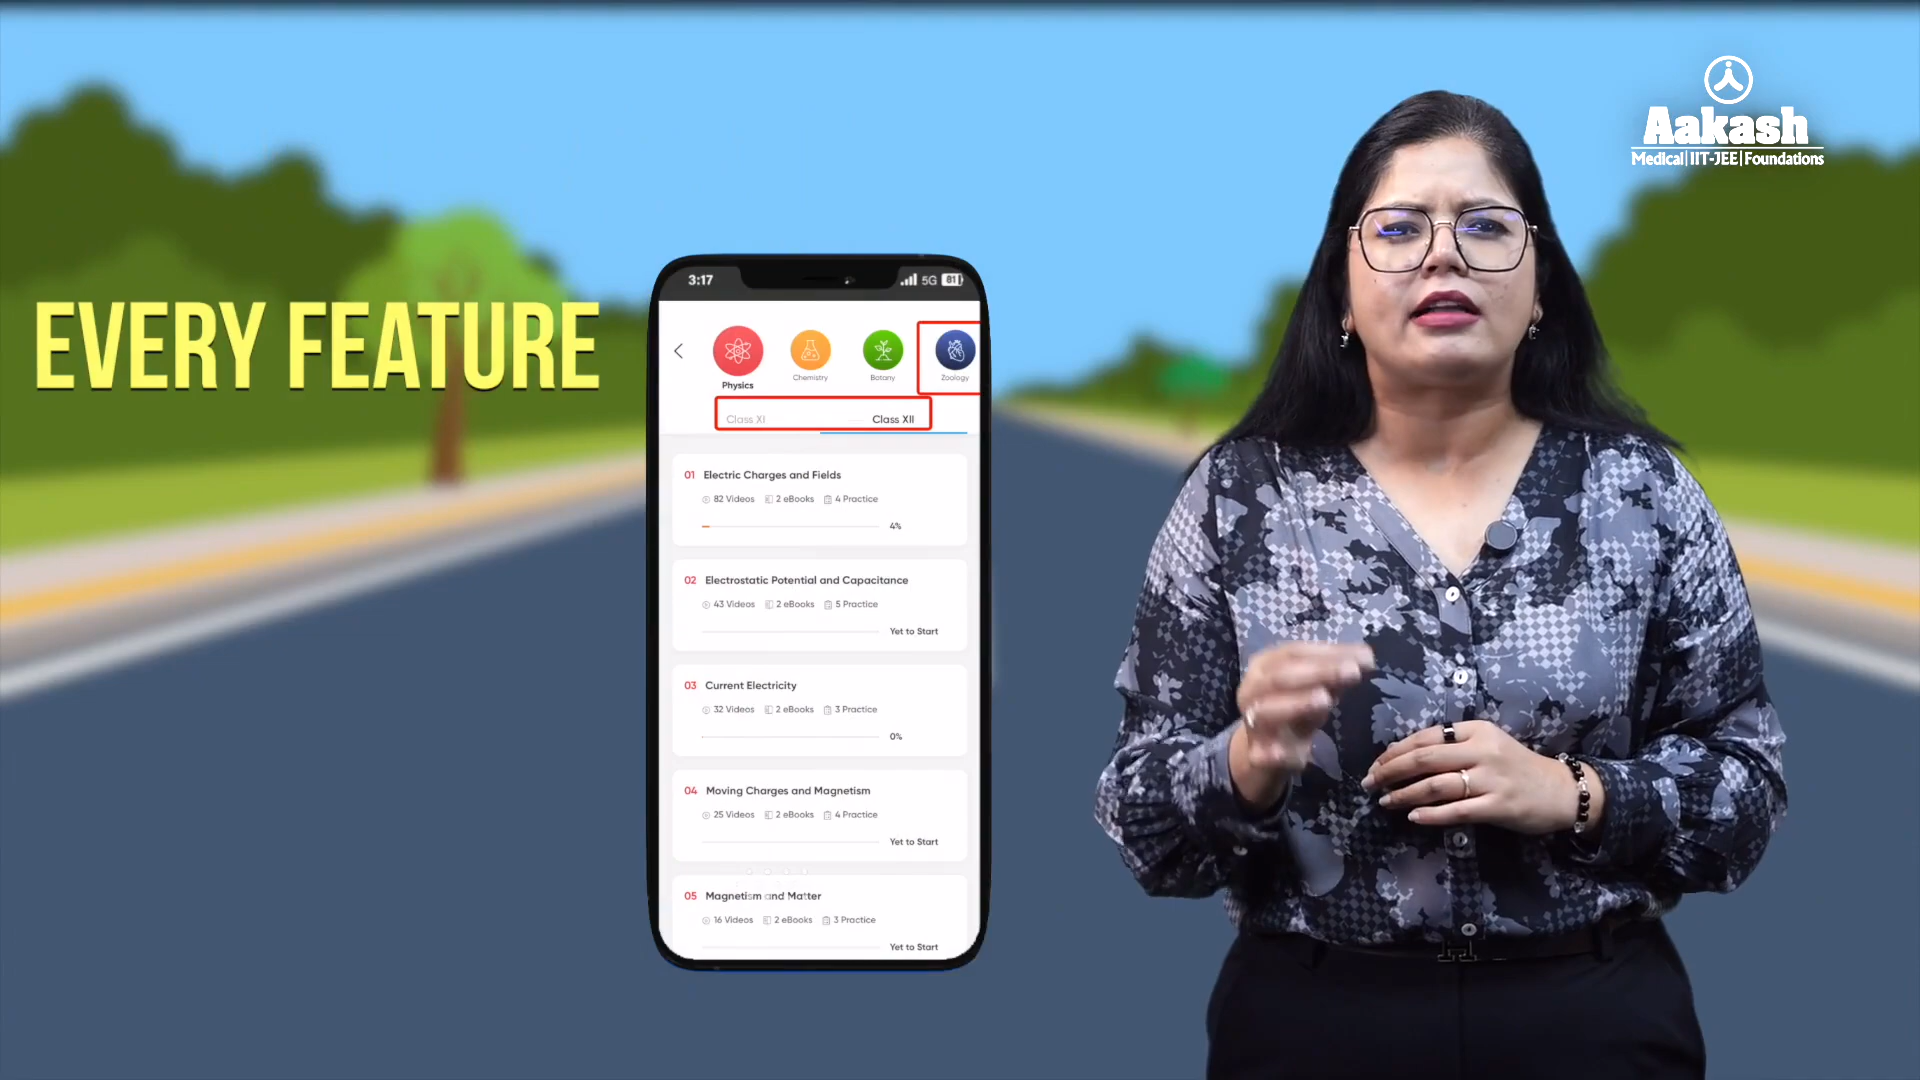 Aakash
Medical|IIT-JEE|Foundations
EVERY FEATURE
3:17
5G 81
Physics
Chemistry
Botany
Zoology
Class XI
Class XII
01 Electric Charges and Fields
82 Videos 2 eBooks 4 Practice
4%
02 Electrostatic Potential and Capacitance
43 Videos 2 eBooks 5 Practice
Yet to Start
03 Current Electricity
32 Videos 2 eBooks 3 Practice
0%
04 Moving Charges and Magnetism
25 Videos 2 eBooks 4 Practice
Yet to Start
05 Magnetism and Matter
16 Videos 2 eBooks 3 Practice
Yet to Start